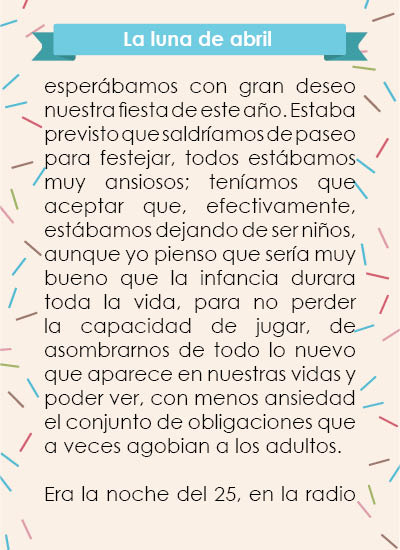 La luna de abril
esperábamos con gran deseo
nuestra fiesta de este año. Estaba
previsto que saldríamos de paseo
para festejar, todos estábamos
muy ansiosos; teníamos que
aceptar que, efectivamente,
estábamos dejando de ser niños,
aunque yo pienso que sería muy
bueno que la infancia durara
toda la vida, para no perder
la capacidad de jugar, de
asombrarnos de todo lo nuevo
que aparece en nuestras vidas y
poder ver, con menos ansiedad
el conjunto de obligaciones que
a veces agobian a los adultos.
Era la noche del 25, en la radio